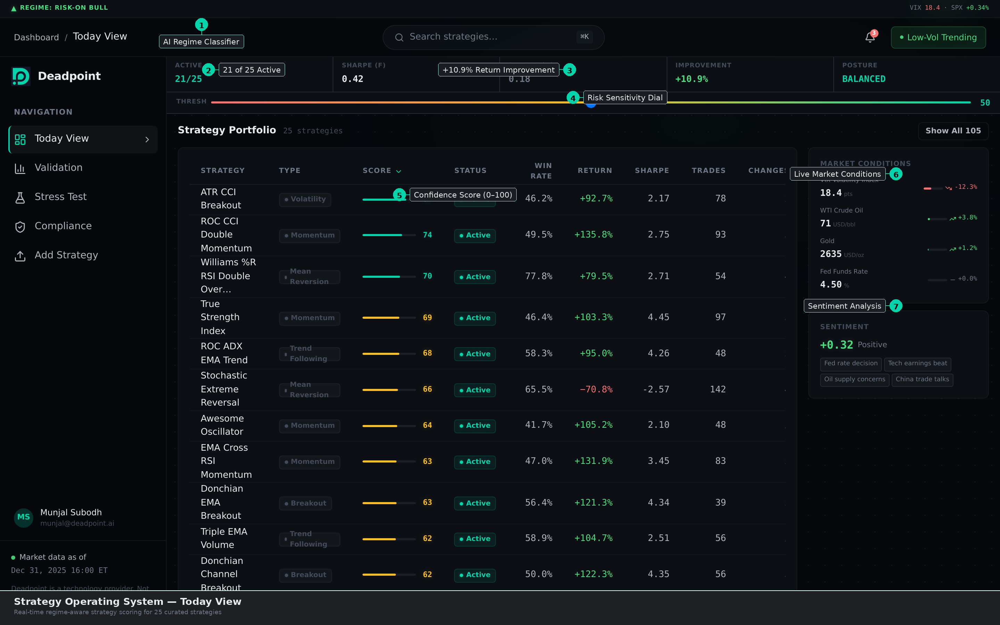 ▲ REGIME: RISK-ON BULL
VIX 18.4 · SPX +0.34%
Dashboard / Today View
1
AI Regime Classifier
Search strategies...
⌘K
3
Low-Vol Trending
Deadpoint
NAVIGATION
Today View
Validation
Stress Test
Compliance
Add Strategy
Munjal Subodh
MS
munjal@deadpoint.ai
Market data as of
Dec 31, 2025 16:00 ET
Deadpoint is a technology provider. Not
ACTIVE
21/25
2
21 of 25 Active
SHARPE (F)
0.42
+10.9% Return Improvement
3
0.18
IMPROVEMENT
+10.9%
POSTURE
BALANCED
THRESH
4
Risk Sensitivity Dial
50
Strategy Portfolio
25 strategies
Show All 105
STRATEGY TYPE SCORE STATUS WIN RATE RETURN SHARPE TRADES CHANGES
5
Confidence Score (0–100)
ATR CCI Breakout Volatility 46.2% +92.7% 2.17 78
ROC CCI Double Momentum Momentum 74 Active 49.5% +135.8% 2.75 93
Williams %R RSI Double Over... Mean Reversion 70 Active 77.8% +79.5% 2.71 54
True Strength Index Momentum 69 Active 46.4% +103.3% 4.45 97
ROC ADX EMA Trend Trend Following 68 Active 58.3% +95.0% 4.26 48
Stochastic Extreme Reversal Mean Reversion 66 Active 65.5% −70.8% -2.57 142
Awesome Oscillator Momentum 64 Active 41.7% +105.2% 2.10 48
EMA Cross RSI Momentum Momentum 63 Active 47.0% +131.9% 3.45 83
Donchian EMA Breakout Breakout 63 Active 56.4% +121.3% 4.34 39
Triple EMA Volume Trend Following 62 Active 58.9% +104.7% 2.51 56
Donchian Channel Breakout Breakout 62 Active 50.0% +122.3% 4.35 56
MARKET CONDITIONS
Live Market Conditions
6
VIX Volatility Index
18.4 pts
-12.3%
WTI Crude Oil
71 USD/bbl
+3.8%
Gold
2635 USD/oz
+1.2%
Fed Funds Rate
4.50 %
— +0.0%
Sentiment Analysis
7
SENTIMENT
+0.32 Positive
Fed rate decision
Tech earnings beat
Oil supply concerns
China trade talks
Strategy Operating System — Today View
Real-time regime-aware strategy scoring for 25 curated strategies